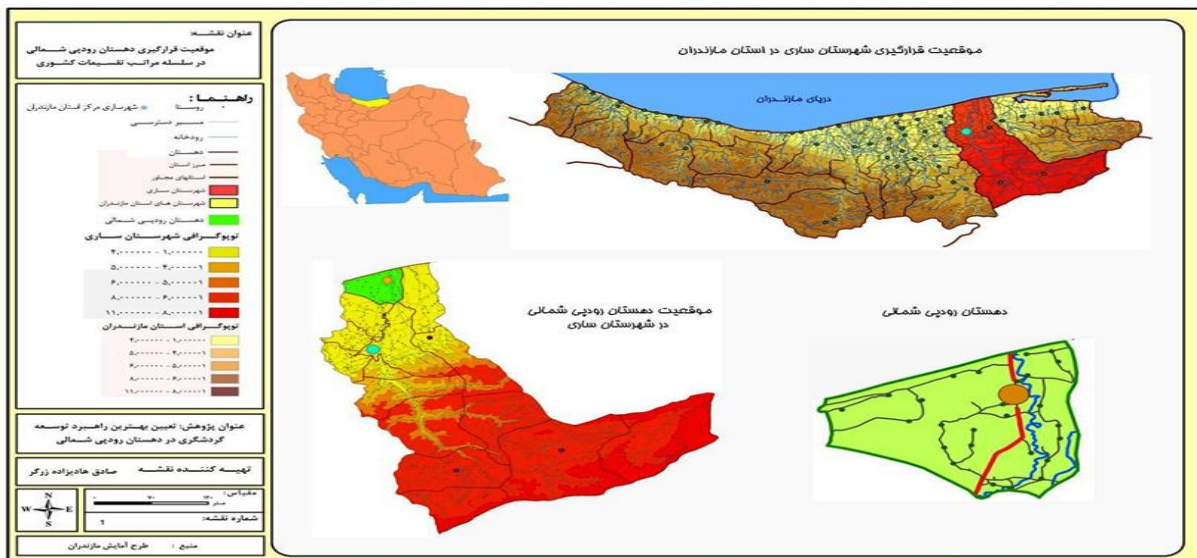 عنوان نقشه:
موقعیت قرارگیری دهستان رودپی شمالی
در سلسله مراتب تقسیمات کشوری
راهنما:
روستا
شهرساری مرکز استان مازندران
مسیر دسترسی
رودخانه
دهستان
مرز استان
استانهای مجاور
شهرستان ساری
شهرستان های استان مازندران
دهستان رودپی شمالی
توپوگرافی شهرستان ساری
توپوگرافی استان مازندران
عنوان پژوهش: تعیین بهترین راهبرد توسعه
گردشگری در دهستان رودپی شمالی
تهیه کننده نقشه صادق هادیزاده زرگر
N
W E
S
مقیاس:
متر
شماره نقشه: 1
منبع : طرح آمایش مازندران
موقعیت قرارگیری شهرستان ساری در استان مازندران
دریای مازندران
موقعیت دهستان رودپی شمالی
در شهرستان ساری
دهستان رودپی شمالی